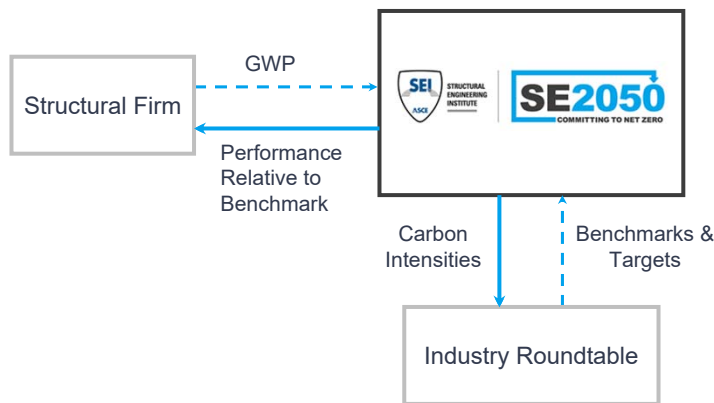 GWP
Structural Firm
Performance
Relative to
Benchmark
SEI
ASCE
STRUCTURAL
ENGINEERING
INSTITUTE
SE2050
COMMITTING TO NET ZERO
Carbon
Intensities
Benchmarks &
Targets
Industry Roundtable